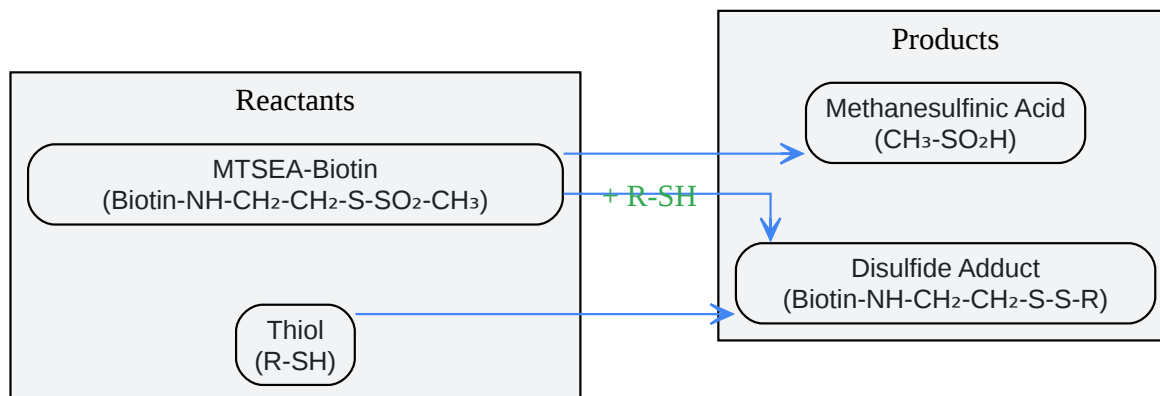 Reactants
MTSEA-Biotin
(Biotin-NH-CH₂-CH₂-S-SO₂-CH₃)
Thiol
(R-SH)
+ R-SH
Products
Methanesulfinic Acid
(CH₃-SO₂H)
Disulfide Adduct
(Biotin-NH-CH₂-CH₂-S-S-R)